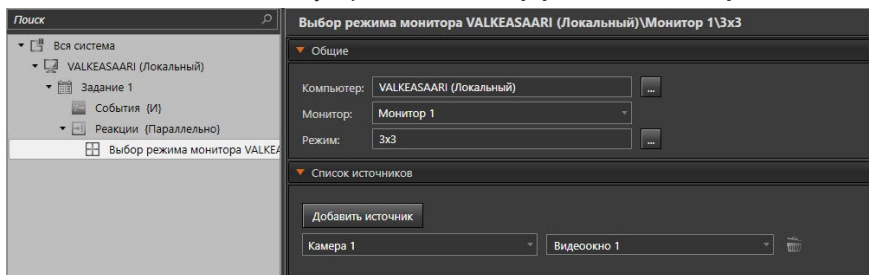 Поиск
Вся система
VALKEASAARI (Локальный)
Задание 1
События {И}
Реакции {Параллельно}
Выбор режима монитора VALKEA
Выбор режима монитора VALKEASAARI (Локальный)\Монитор 1\3x3
Общие
Компьютер: VALKEASAARI (Локальный) ...
Монитор: Монитор 1
Режим: 3x3 ...
Список источников
Добавить источник
Камера 1 Видеоокно 1